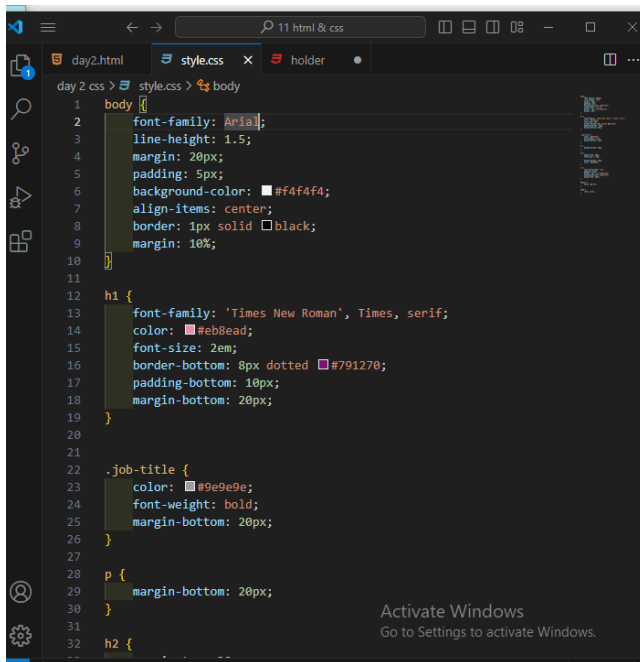 11 html & css
day2.html
style.css
holder
day 2 css > style.css > body
1 body {
2 font-family: Arial;
3 line-height: 1.5;
4 margin: 20px;
5 padding: 5px;
6 background-color: #f4f4f4;
7 align-items: center;
8 border: 1px solid black;
9 margin: 10%;
10 }
11
12 h1 {
13 font-family: 'Times New Roman', Times, serif;
14 color: #eb8ead;
15 font-size: 2em;
16 border-bottom: 8px dotted #791270;
17 padding-bottom: 10px;
18 margin-bottom: 20px;
19 }
20
21
22 .job-title {
23 color: #9e9e9e;
24 font-weight: bold;
25 margin-bottom: 20px;
26 }
27
28 p {
29 margin-bottom: 20px;
30 }
31
32 h2 {
1
Activate Windows
Go to Settings to activate Windows.